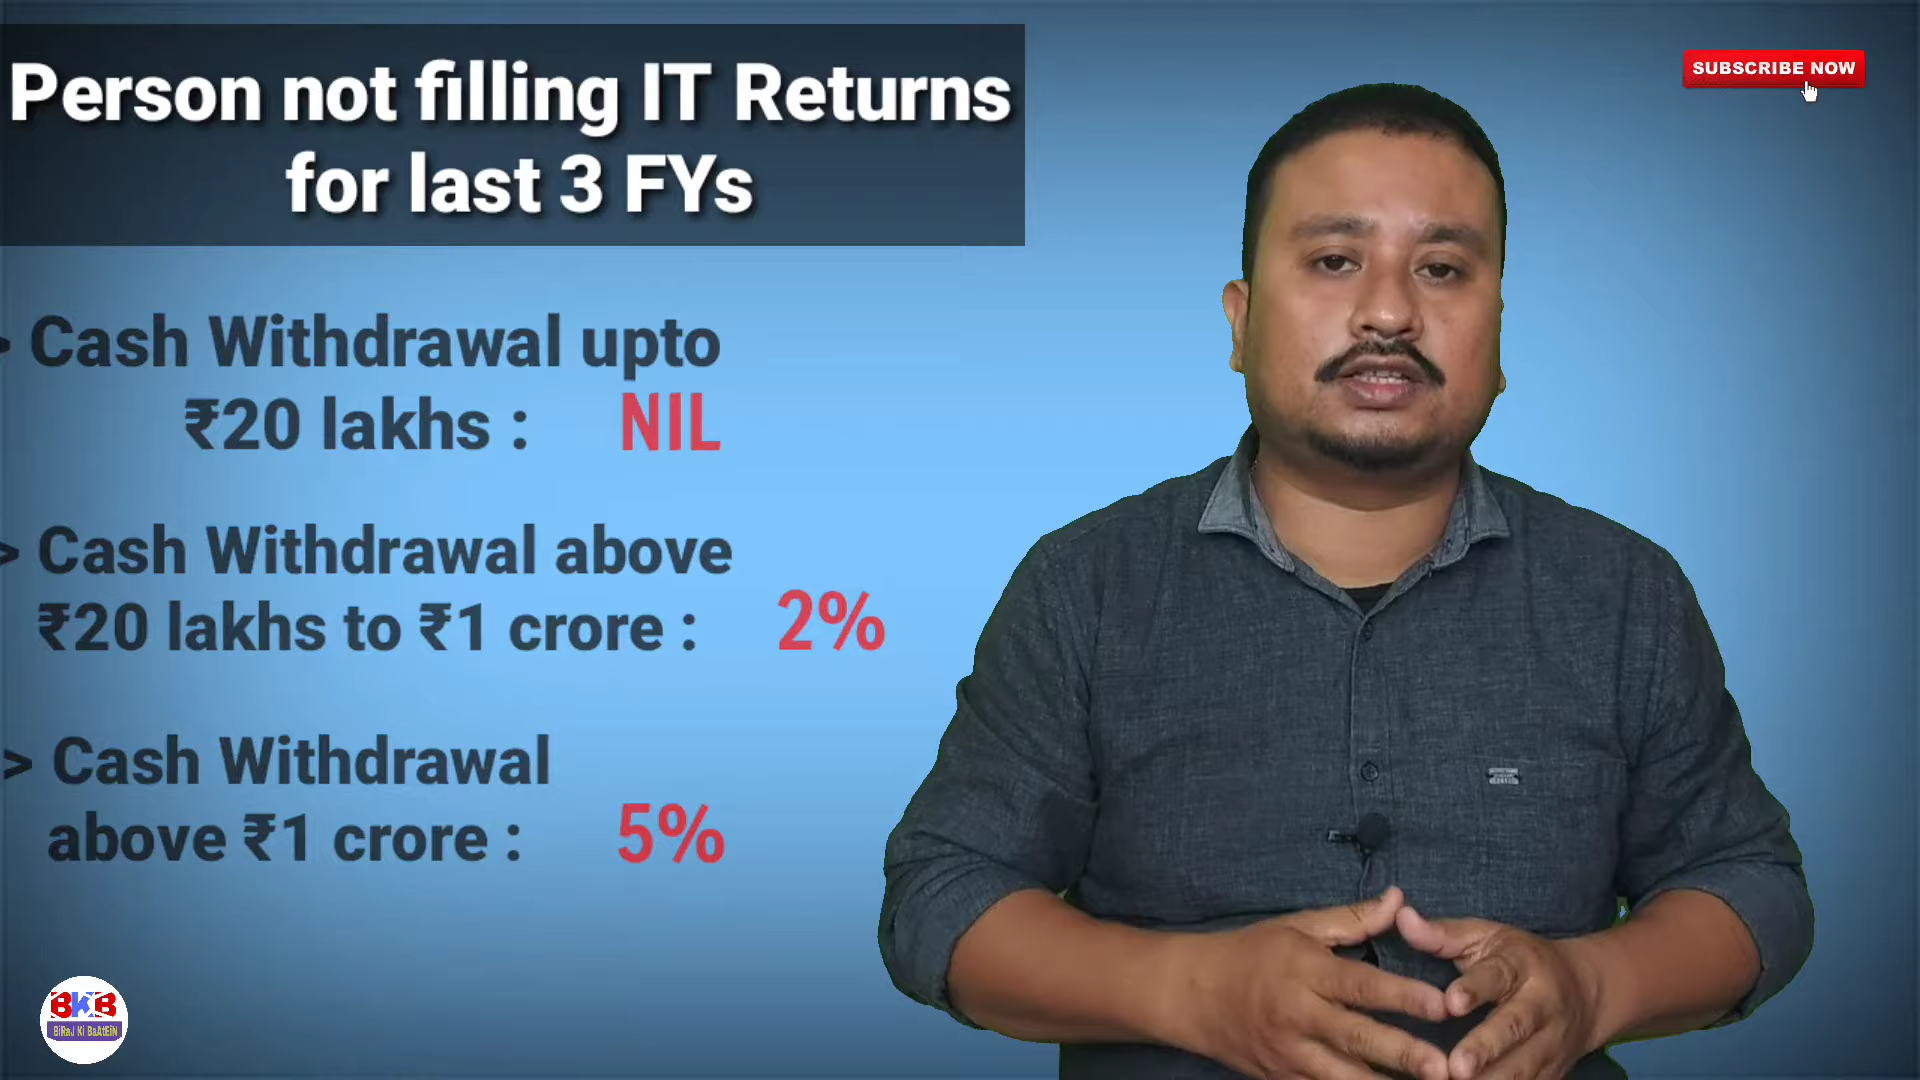 Person not filling IT Returns
for last 3 FYs
SUBSCRIBE NOW
> Cash Withdrawal upto
₹20 lakhs : NIL
> Cash Withdrawal above
₹20 lakhs to ₹1 crore : 2%
> Cash Withdrawal
above ₹1 crore : 5%
BKB
BiRaJ Ki BaAtEiN